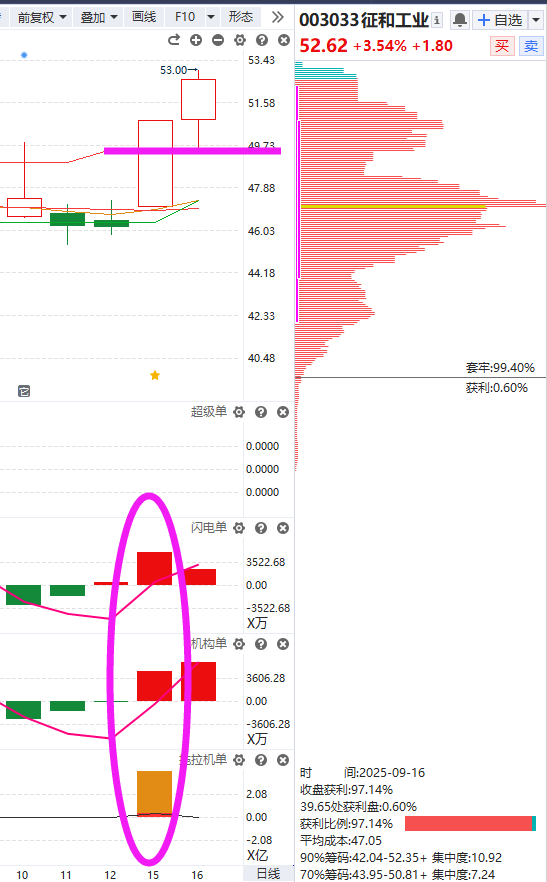 前复权 叠加 画线 F10 形态
003033征和工业
52.62 +3.54% +1.80
自选
买 卖
53.00→
53.43
51.58
49.73
47.88
46.03
44.18
42.33
40.48
套牢:99.40%
获利:0.60%
超级单
0.0000
0.0000
0.0000
闪电单
3522.68
0.00
-3522.68
X万
机构单
3606.28
0.00
-3606.28
X万
拖拉机单
2.08
0.00
-2.08
X亿
10 11 12 15 16 日线
时 间:2025-09-16
收盘获利:97.14%
39.65处获利盘:0.60%
获利比例:97.14%
平均成本:47.05
90%筹码:42.04-52.35+ 集中度:10.92
70%筹码:43.95-50.81+ 集中度:7.24